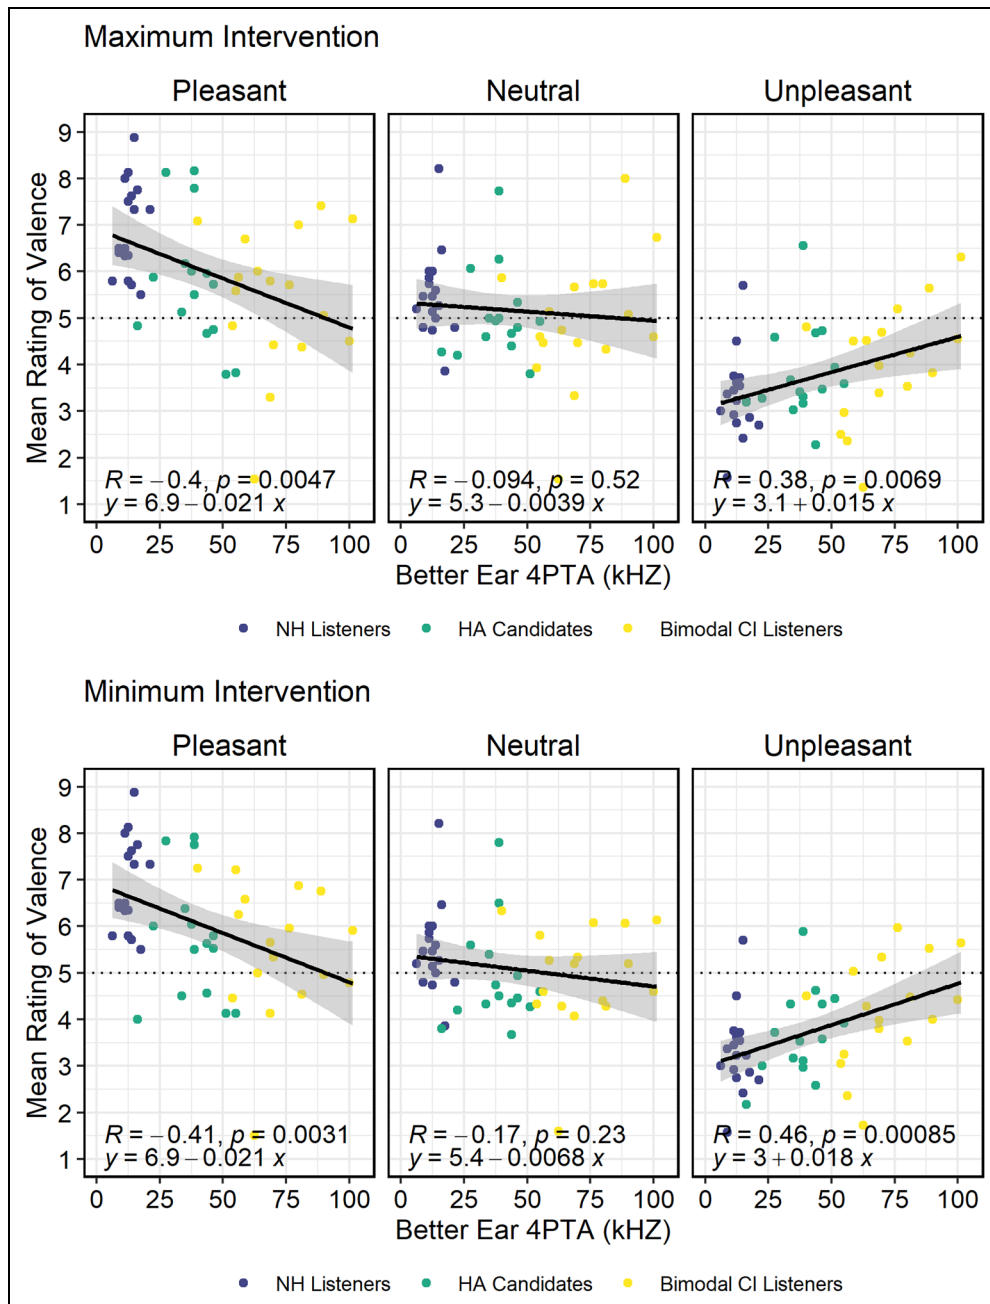 Maximum Intervention
Pleasant Neutral Unpleasant
Mean Rating of Valence
9
8
7
6
5
4
3
2
1
R = −0.4, p = 0.0047
y = 6.9 − 0.021 x
R = −0.094, p = 0.52
y = 5.3 − 0.0039 x
R = 0.38, p = 0.0069
y = 3.1 + 0.015 x
0 25 50 75 100 0 25 50 75 100 0 25 50 75 100
Better Ear 4PTA (kHZ)
NH Listeners HA Candidates Bimodal CI Listeners
Minimum Intervention
Pleasant Neutral Unpleasant
Mean Rating of Valence
9
8
7
6
5
4
3
2
1
R = −0.41, p = 0.0031
y = 6.9 − 0.021 x
R = −0.17, p = 0.23
y = 5.4 − 0.0068 x
R = 0.46, p = 0.00085
y = 3 + 0.018 x
0 25 50 75 100 0 25 50 75 100 0 25 50 75 100
Better Ear 4PTA (kHZ)
NH Listeners HA Candidates Bimodal CI Listeners